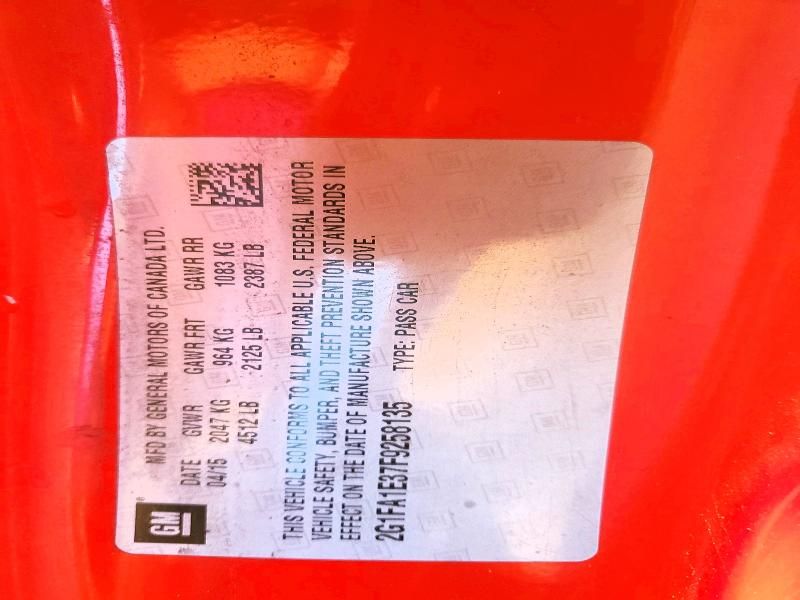 GM
MFD BY GENERAL MOTORS OF CANADA LTD.
DATE GVWR GAWR FRT GAWR RR
04/15 2047 KG 964 KG 1083 KG
4512 LB 2125 LB 2387 LB
THIS VEHICLE CONFORMS TO ALL APPLICABLE U.S. FEDERAL MOTOR
VEHICLE SAFETY, BUMPER, AND THEFT PREVENTION STANDARDS IN
EFFECT ON THE DATE OF MANUFACTURE SHOWN ABOVE.
2G1FA1E37F9258135 TYPE: PASS CAR